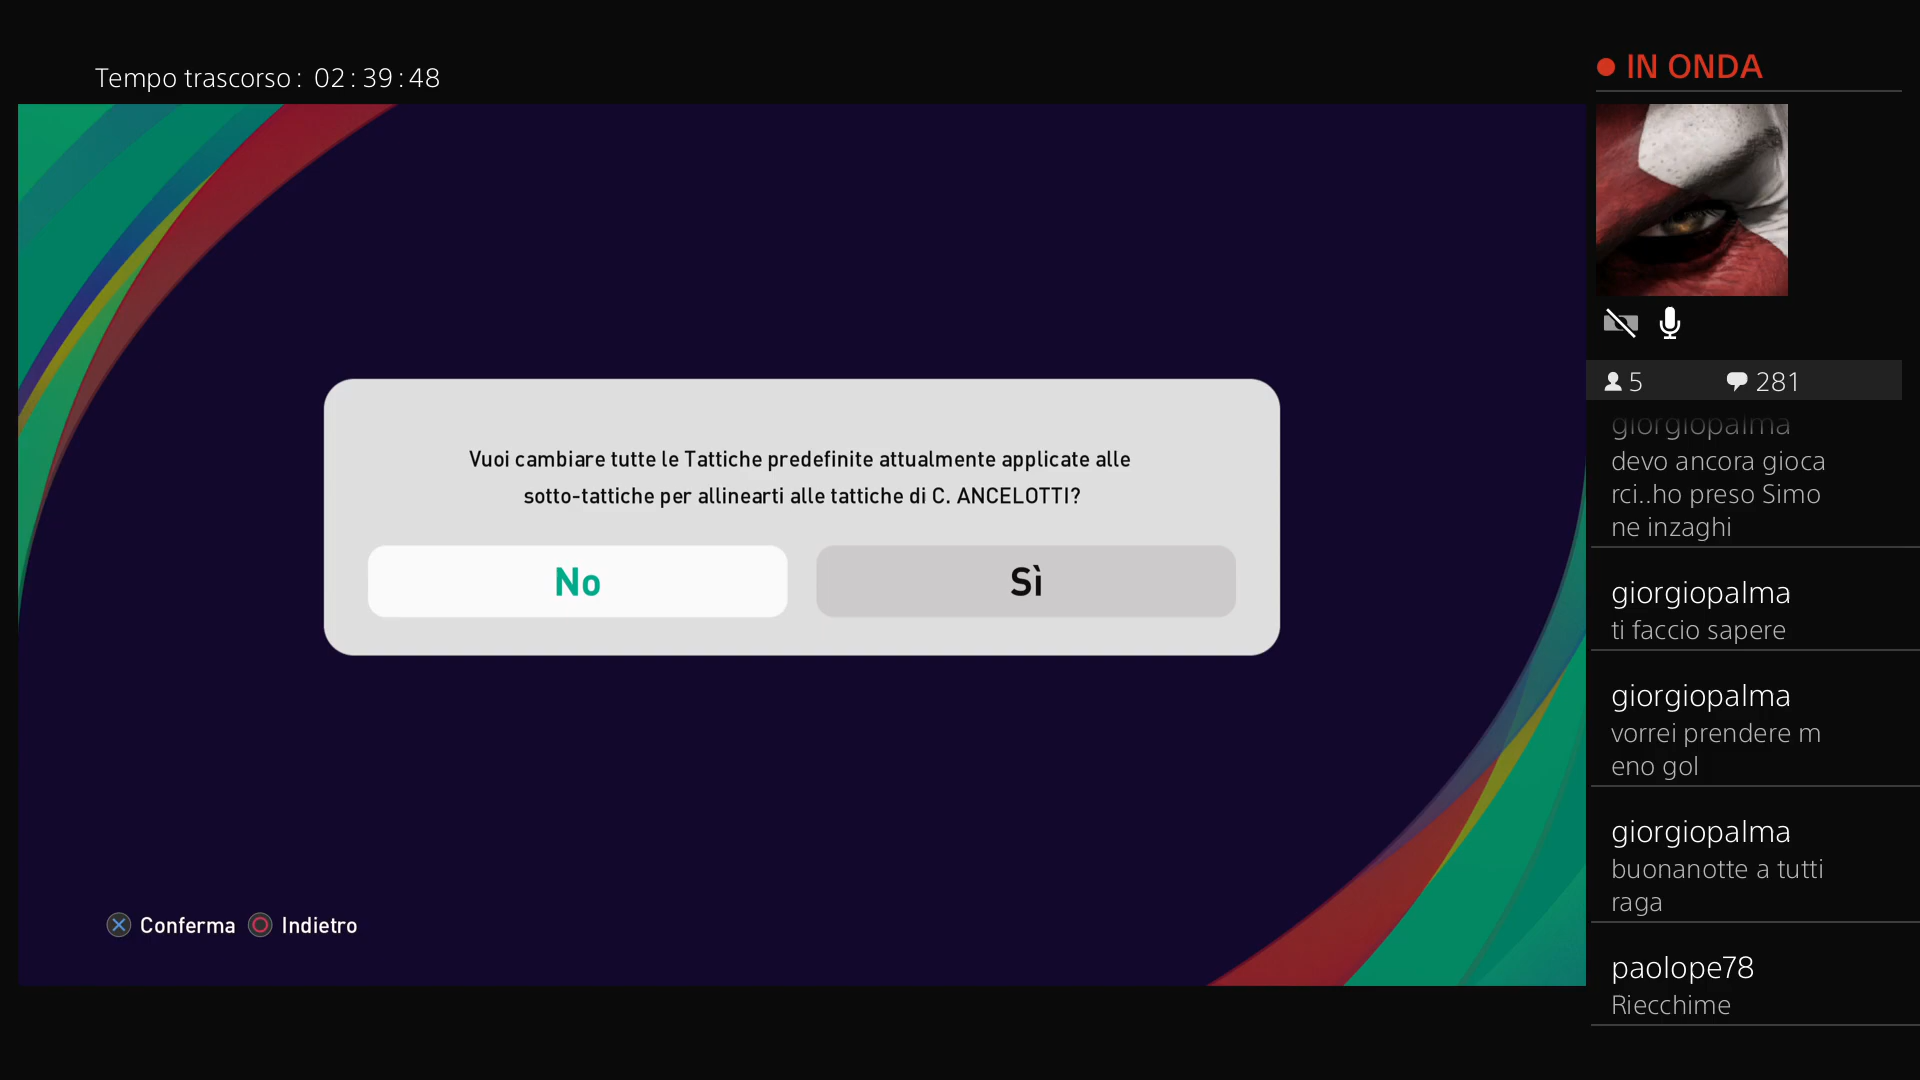 Tempo trascorso: 02:39:48
IN ONDA
Vuoi cambiare tutte le Tattiche predefinite attualmente applicate alle
sotto-tattiche per allinearti alle tattiche di C. ANCELOTTI?
No
Sì
Conferma
Indietro
5
281
giorgiopalma
devo ancora gioca
rci..ho preso Simo
ne inzaghi
giorgiopalma
ti faccio sapere
giorgiopalma
vorrei prendere m
eno gol
giorgiopalma
buonanotte a tutti
raga
paolope78
Riecchime